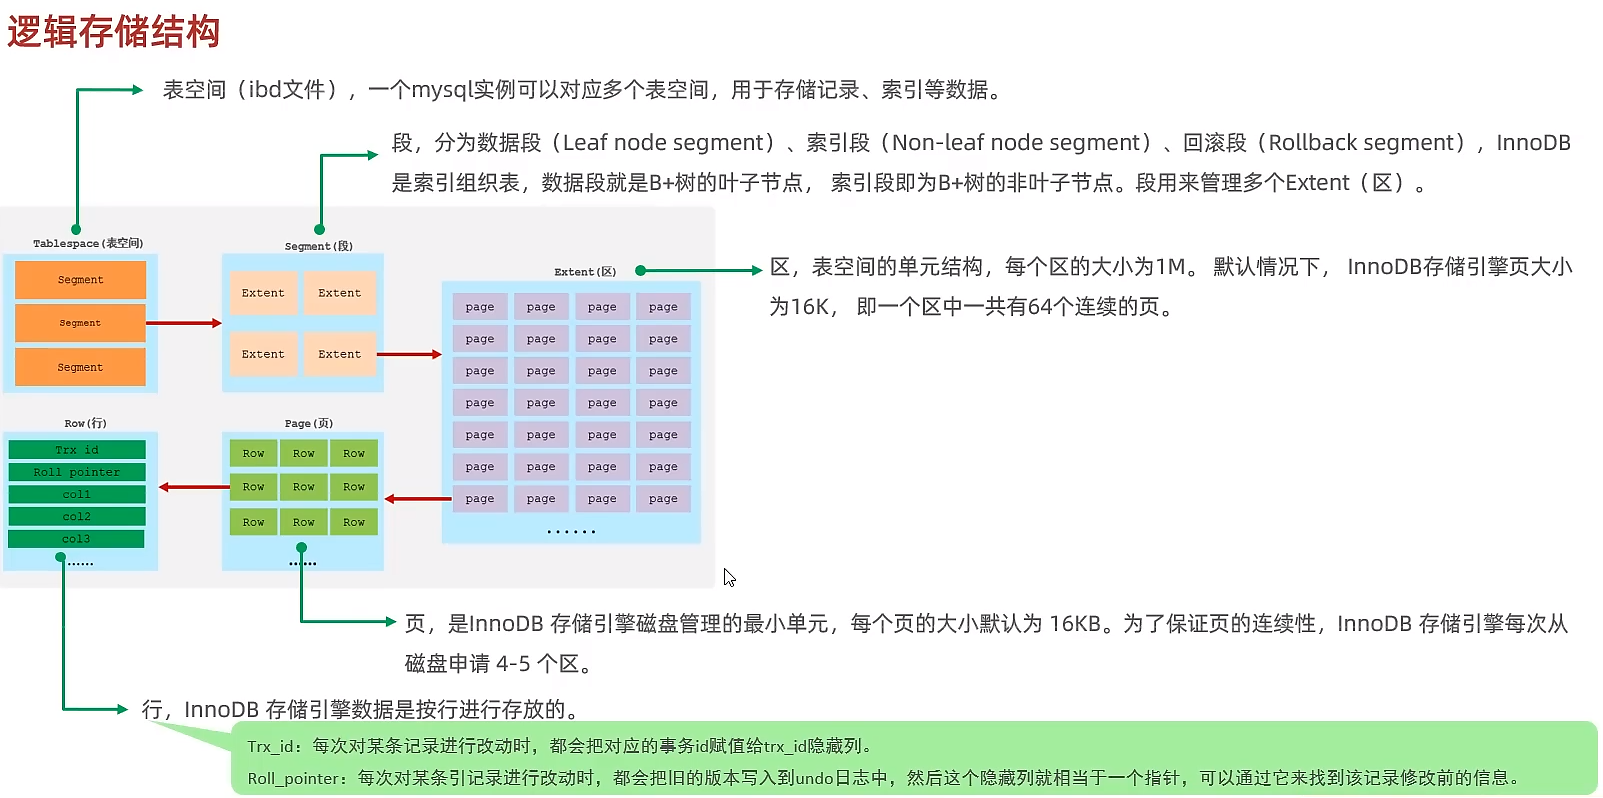 逻辑存储结构
表空间（ibd文件），一个mysql实例可以对应多个表空间，用于存储记录、索引等数据。
段，分为数据段（Leaf node segment）、索引段（Non-leaf node segment）、回滚段（Rollback segment），InnoDB
是索引组织表，数据段就是B+树的叶子节点， 索引段即为B+树的非叶子节点。段用来管理多个Extent（区）。
Tablespace(表空间)
Segment
Segment
Segment
Segment(段)
Extent Extent
Extent Extent
Extent(区)
page page page page
page page page page
page page page page
page page page page
page page page page
page page page page
page page page page
......
区，表空间的单元结构，每个区的大小为1M。 默认情况下， InnoDB存储引擎页大小
为16K， 即一个区中一共有64个连续的页。
Row(行)
Trx id
Roll pointer
col1
col2
col3
......
Page(页)
Row Row Row
Row Row Row
Row Row Row
......
页，是InnoDB 存储引擎磁盘管理的最小单元，每个页的大小默认为 16KB。为了保证页的连续性，InnoDB 存储引擎每次从
磁盘申请 4-5 个区。
行，InnoDB 存储引擎数据是按行进行存放的。
Trx_id：每次对某条记录进行改动时，都会把对应的事务id赋值给trx_id隐藏列。
Roll_pointer：每次对某条引记录进行改动时，都会把旧的版本写入到undo日志中，然后这个隐藏列就相当于一个指针，可以通过它来找到该记录修改前的信息。